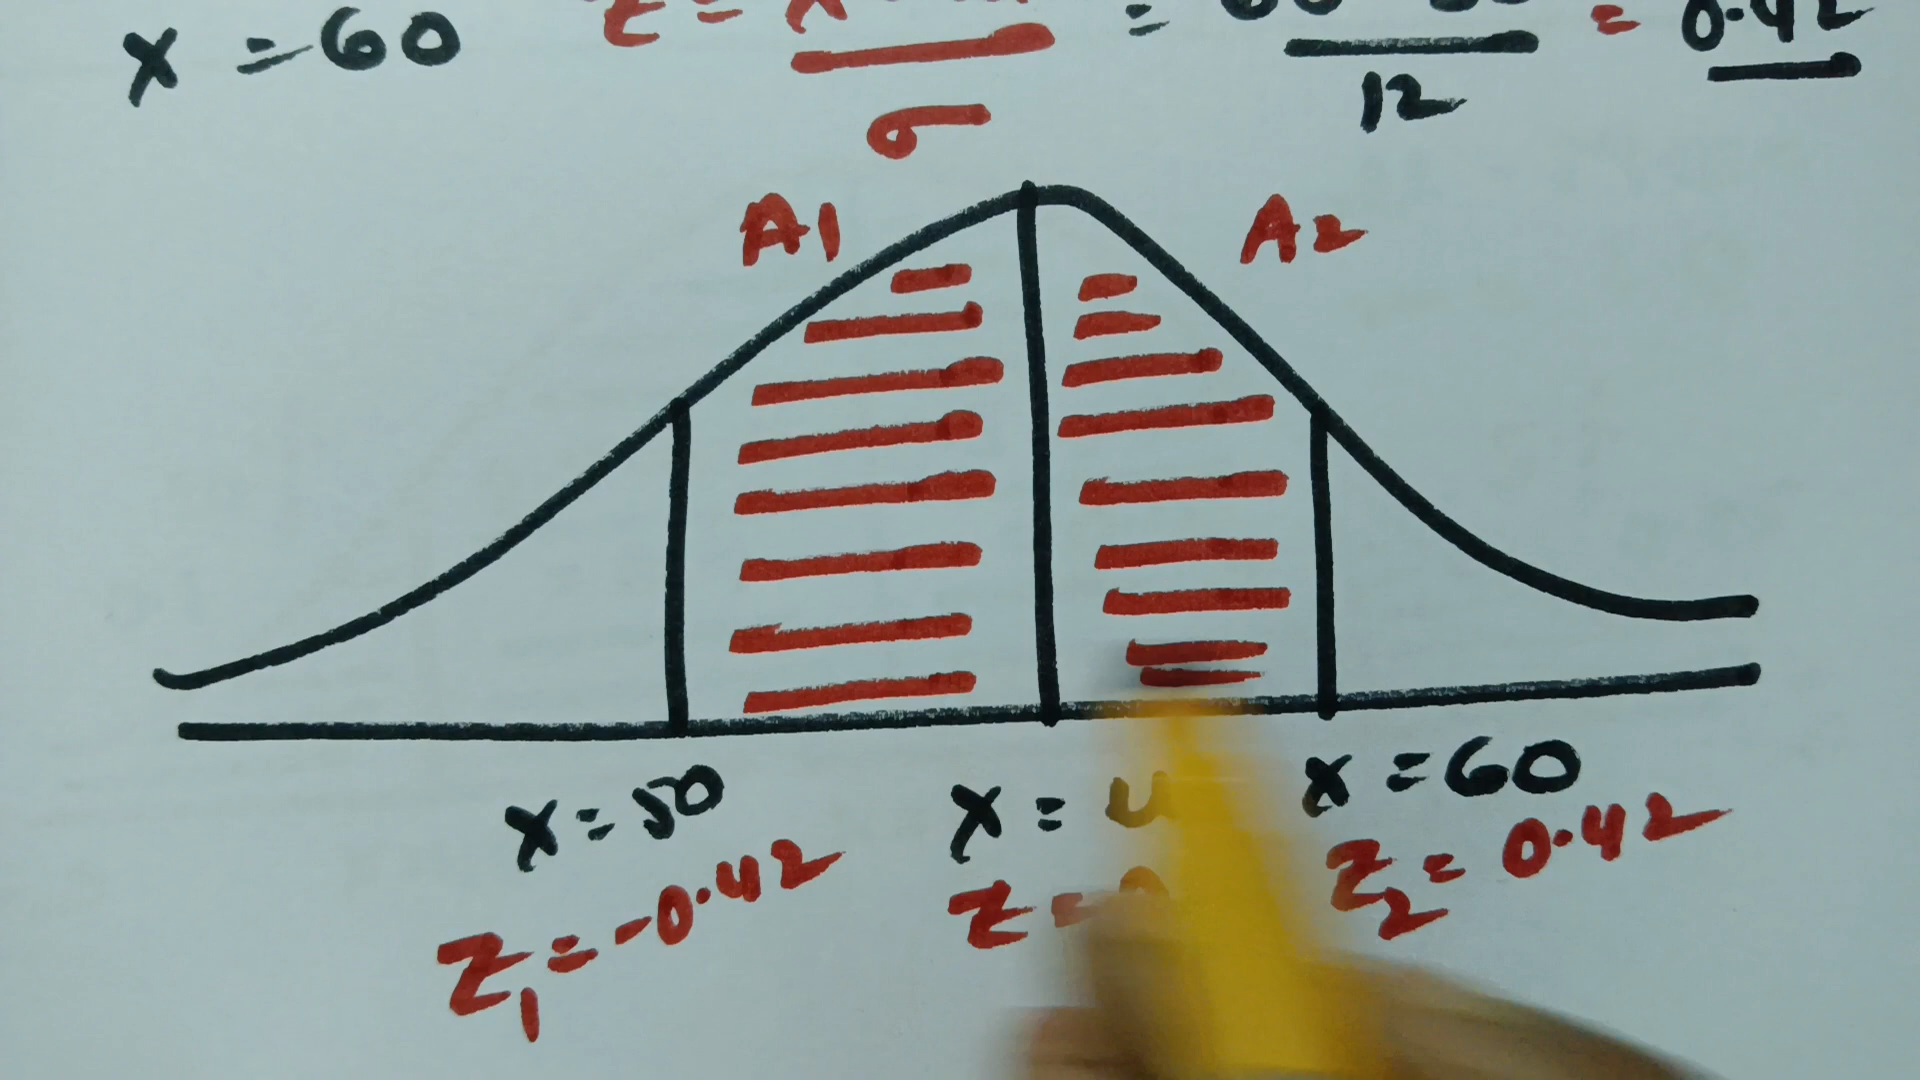 x = 60
= 12 = 0.42
σ
A1 A2
x = 50 x = x = 60
Z1 = -0.42 Z = Z2 = 0.42